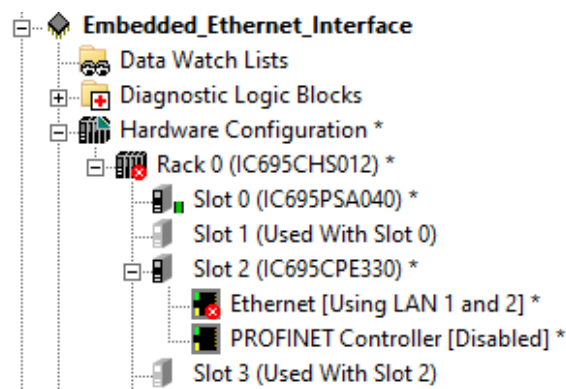 Embedded_Ethernet_Interface
Data Watch Lists
Diagnostic Logic Blocks
Hardware Configuration *
Rack 0 (IC695CHS012) *
Slot 0 (IC695PSA040) *
Slot 1 (Used With Slot 0)
Slot 2 (IC695CPE330) *
Ethernet [Using LAN 1 and 2] *
PROFINET Controller [Disabled] *
Slot 3 (Used With Slot 2)